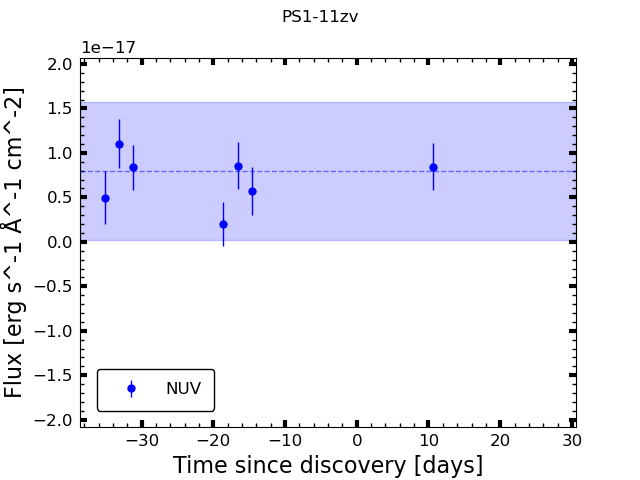 PS1-11zv
1e−17
2.0
1.5
1.0
0.5
0.0
−0.5
−1.0
−1.5
−2.0
Flux [erg s^-1 Å^-1 cm^-2]
NUV
−30 −20 −10 0 10 20 30
Time since discovery [days]